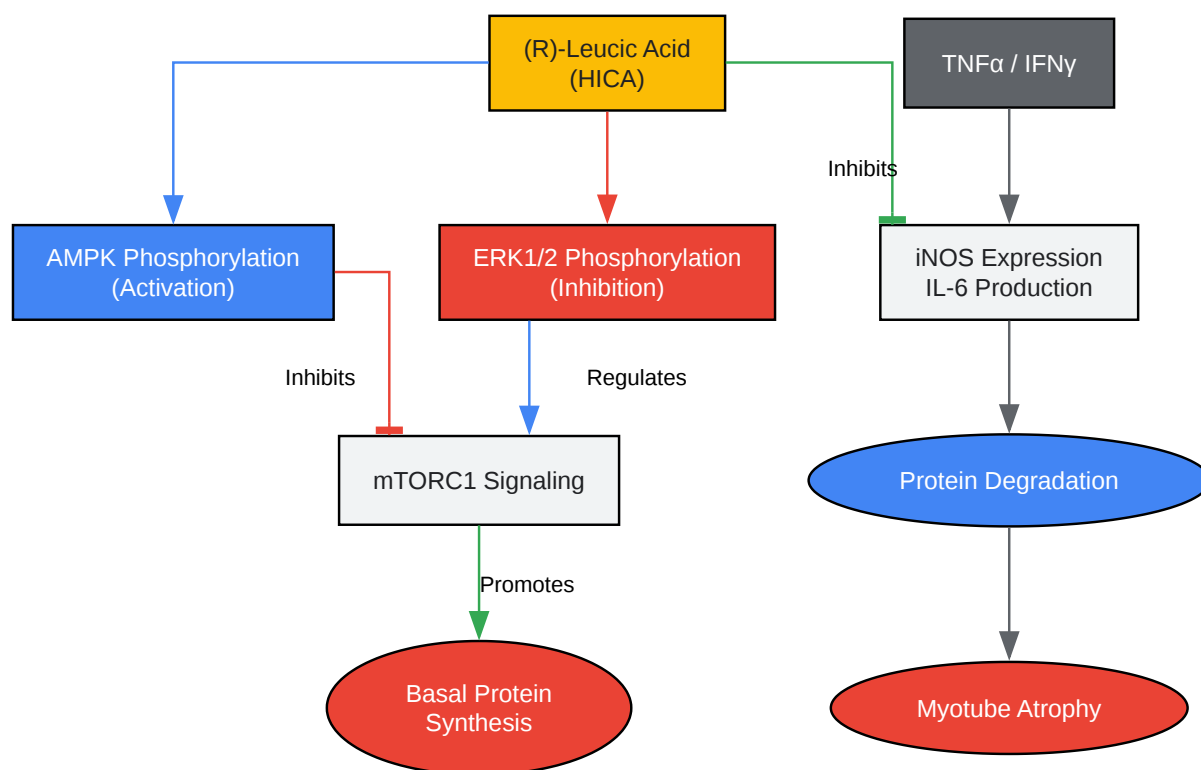 (R)-Leucic Acid
(HICA)
TNFα / IFNγ
Inhibits
AMPK Phosphorylation
(Activation)
ERK1/2 Phosphorylation
(Inhibition)
iNOS Expression
IL-6 Production
Inhibits
Regulates
mTORC1 Signaling
Protein Degradation
Promotes
Basal Protein
Synthesis
Myotube Atrophy